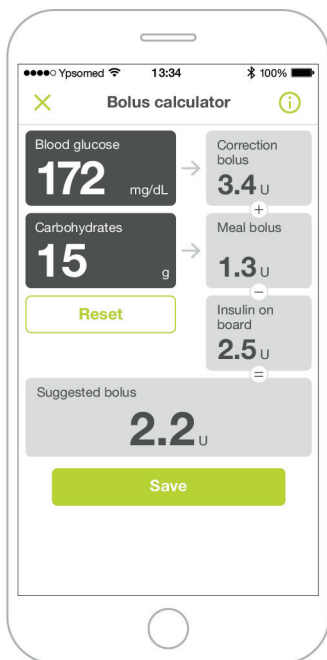 Ypsomed 13:34 100%
Bolus calculator
Blood glucose
172 mg/dL
Correction
bolus
3.4 U
+
Carbohydrates
15 g
Meal bolus
1.3 U
−
Reset
Insulin on
board
2.5 U
=
Suggested bolus
2.2 U
Save